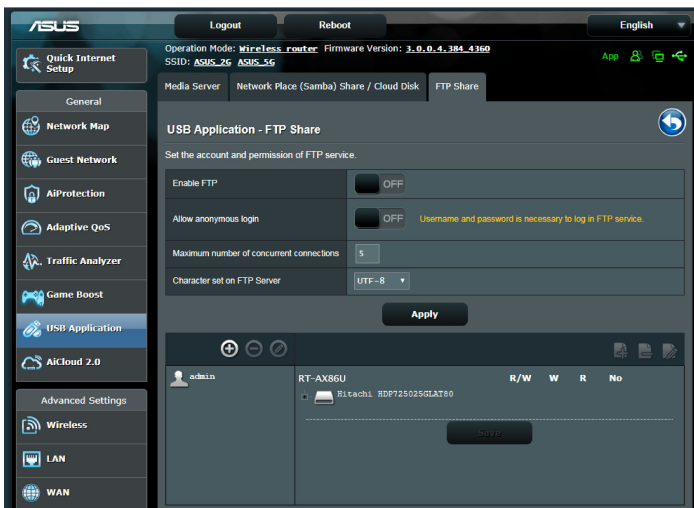 ASUS
Logout
Reboot
English
Operation Mode: Wireless router Firmware Version: 3.0.0.4.384_4360
SSID: ASUS_2G ASUS_5G
App
Quick Internet
Setup
General
Network Map
Guest Network
AiProtection
Adaptive QoS
Traffic Analyzer
Game Boost
USB Application
AiCloud 2.0
Advanced Settings
Wireless
LAN
WAN
Media Server
Network Place (Samba) Share / Cloud Disk
FTP Share
USB Application - FTP Share
Set the account and permission of FTP service.
Enable FTP
OFF
Allow anonymous login
OFF
Username and password is necessary to log in FTP service.
Maximum number of concurrent connections
5
Character set on FTP Server
UTF-8
Apply
admin
RT-AX86U
R/W W R No
Hitachi HDP725025GLAT80
Save